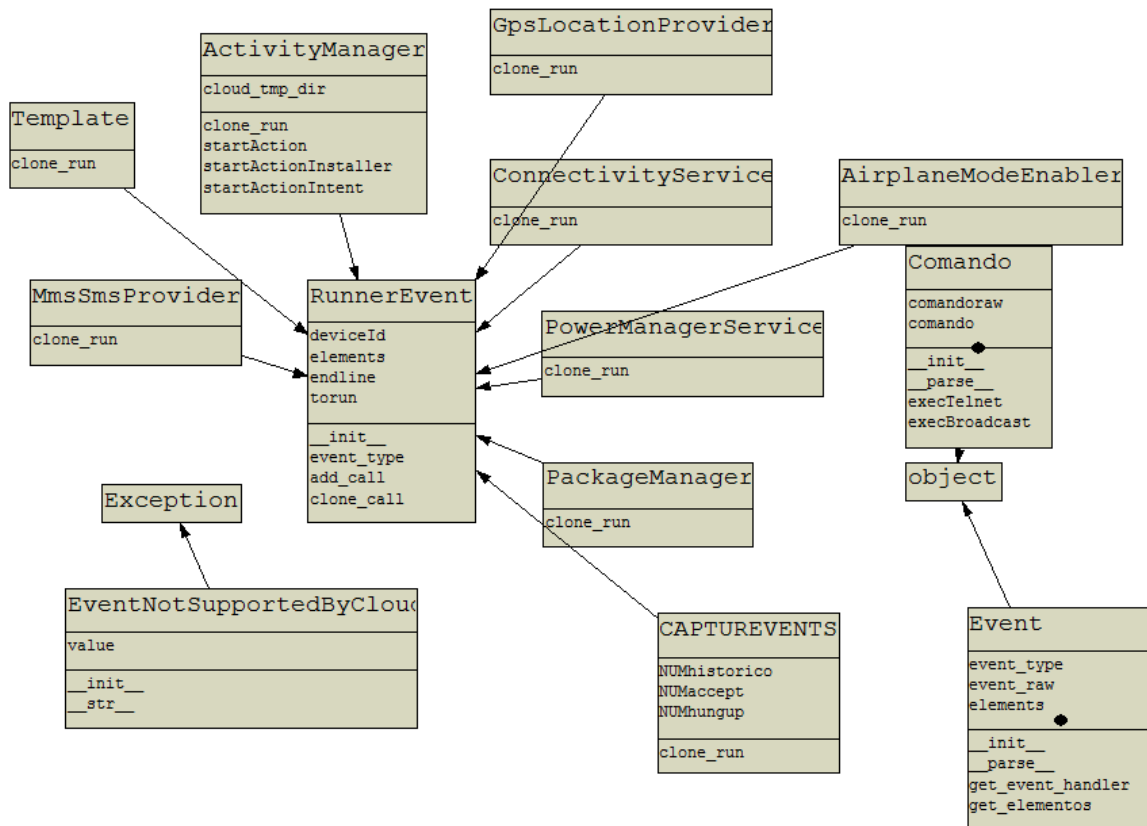 GpsLocationProvider
clone_run
ActivityManager
cloud_tmp_dir
clone_run
startAction
startActionInstaller
startActionIntent
Template
clone_run
ConnectivityService
clone_run
AirplaneModeEnabler
clone_run
Comando
comandoraw
comando
__init__
__parse__
execTelnet
execBroadcast
MmsSmsProvider
clone_run
RunnerEvent
deviceId
elements
endline
torun
__init__
event_type
add_call
clone_call
PowerManagerService
clone_run
PackageManager
clone_run
object
Exception
EventNotSupportedByCloud
value
__init__
__str__
CAPTUREVENTS
NUMhistorico
NUMaccept
NUMhungup
clone_run
Event
event_type
event_raw
elements
__init__
__parse__
get_event_handler
get_elementos